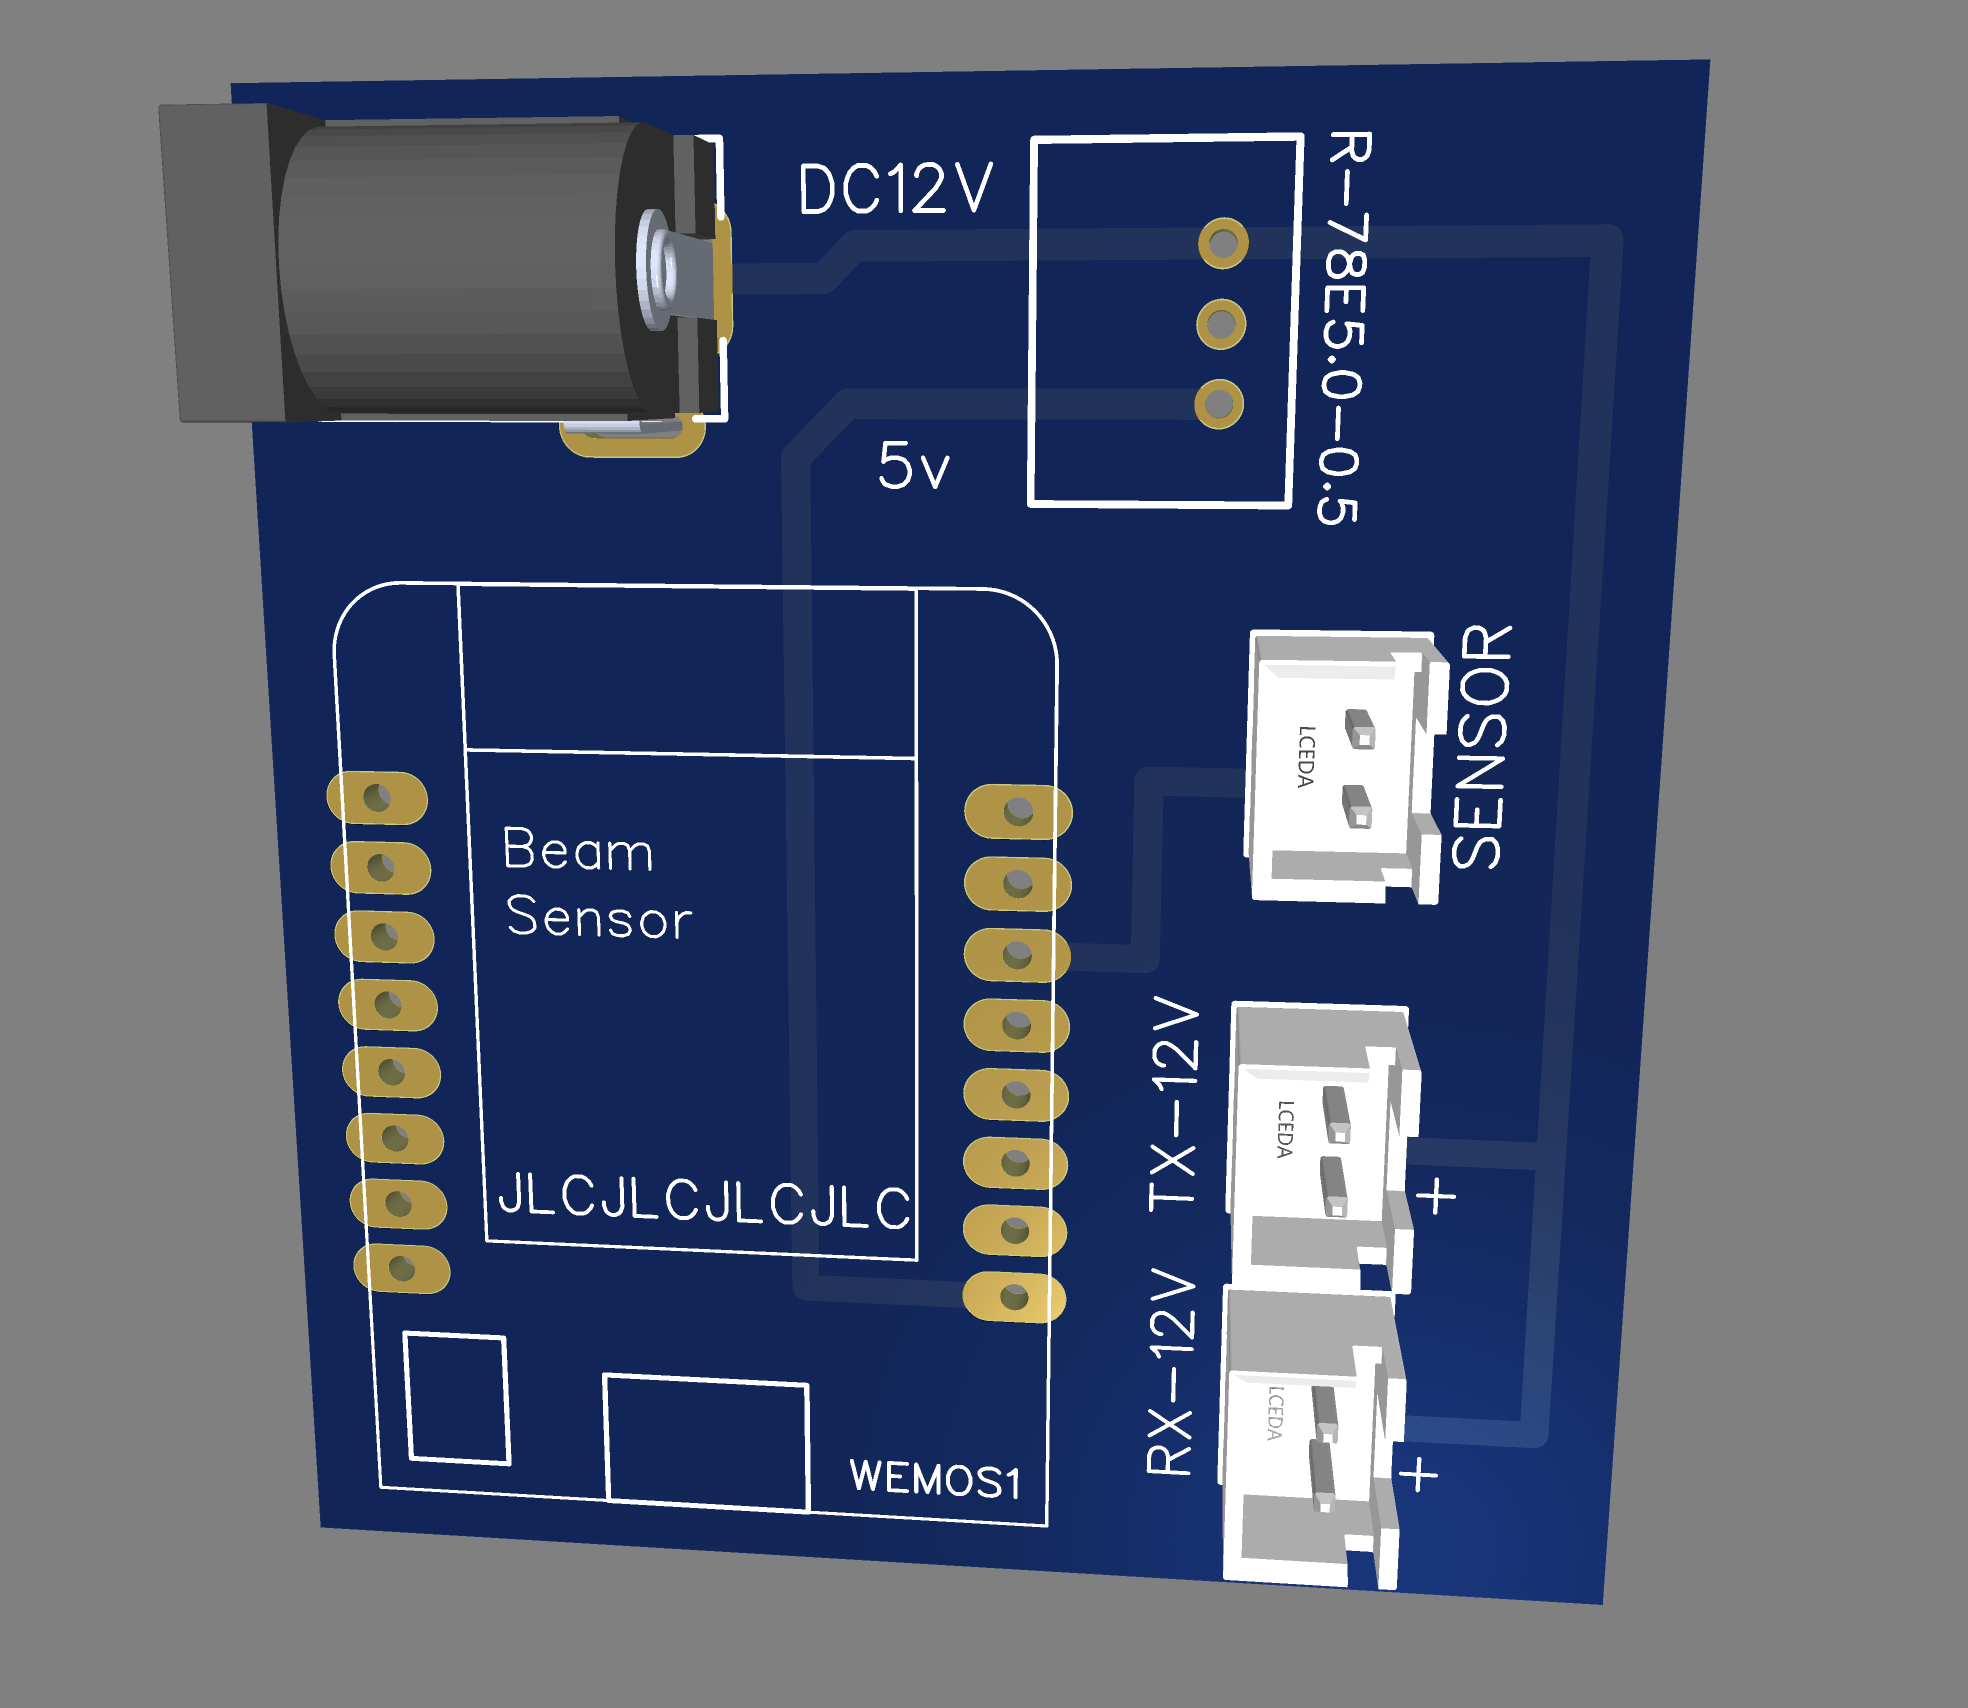 DC12V
R-78E5.0-0.5
5v
SENSOR
LCEDA
Beam
Sensor
TX-12V
LCEDA
+
JLCJLCJLCJLC
RX-12V
LCEDA
+
WEMOS1